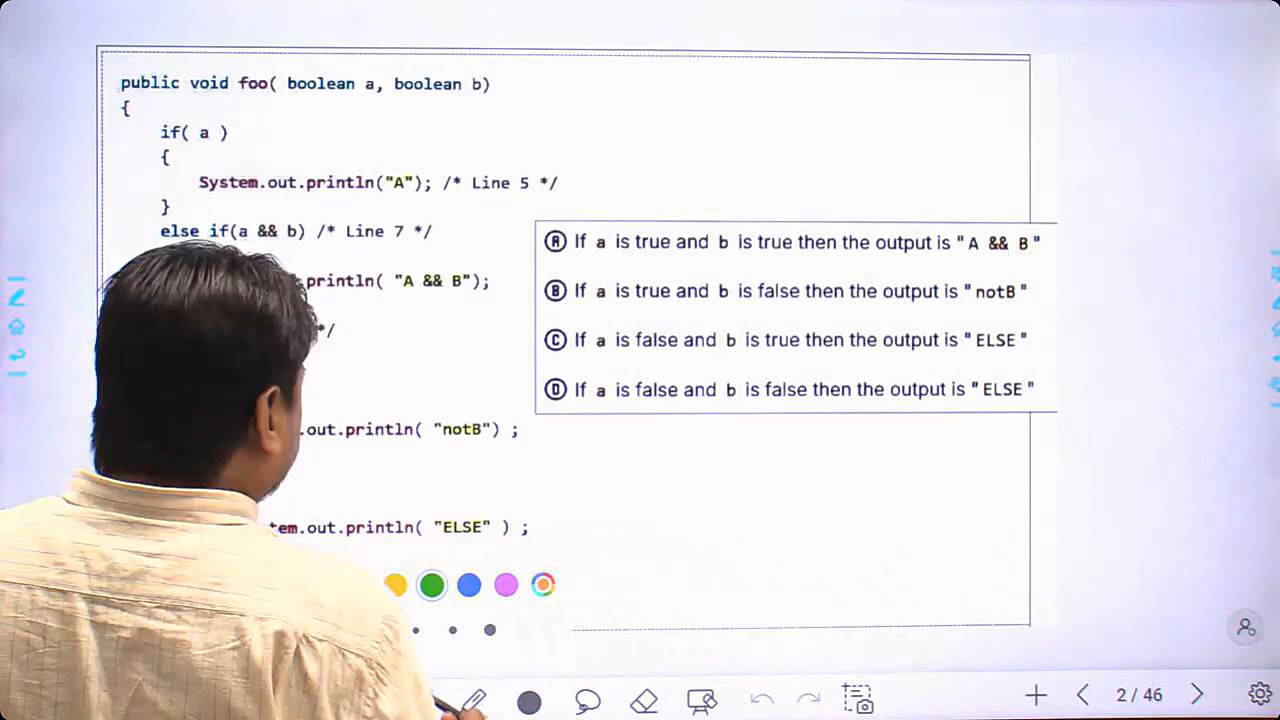 public void foo( boolean a, boolean b)
{
if( a )
{
System.out.println("A"); /* Line 5 */
}
else if(a && b) /* Line 7 */
println( "A && B");
*/
.out.println( "notB") ;
tem.out.println( "ELSE" ) ;
A If a is true and b is true then the output is "A && B"
B If a is true and b is false then the output is "notB"
C If a is false and b is true then the output is "ELSE"
D If a is false and b is false then the output is "ELSE"
2 / 46